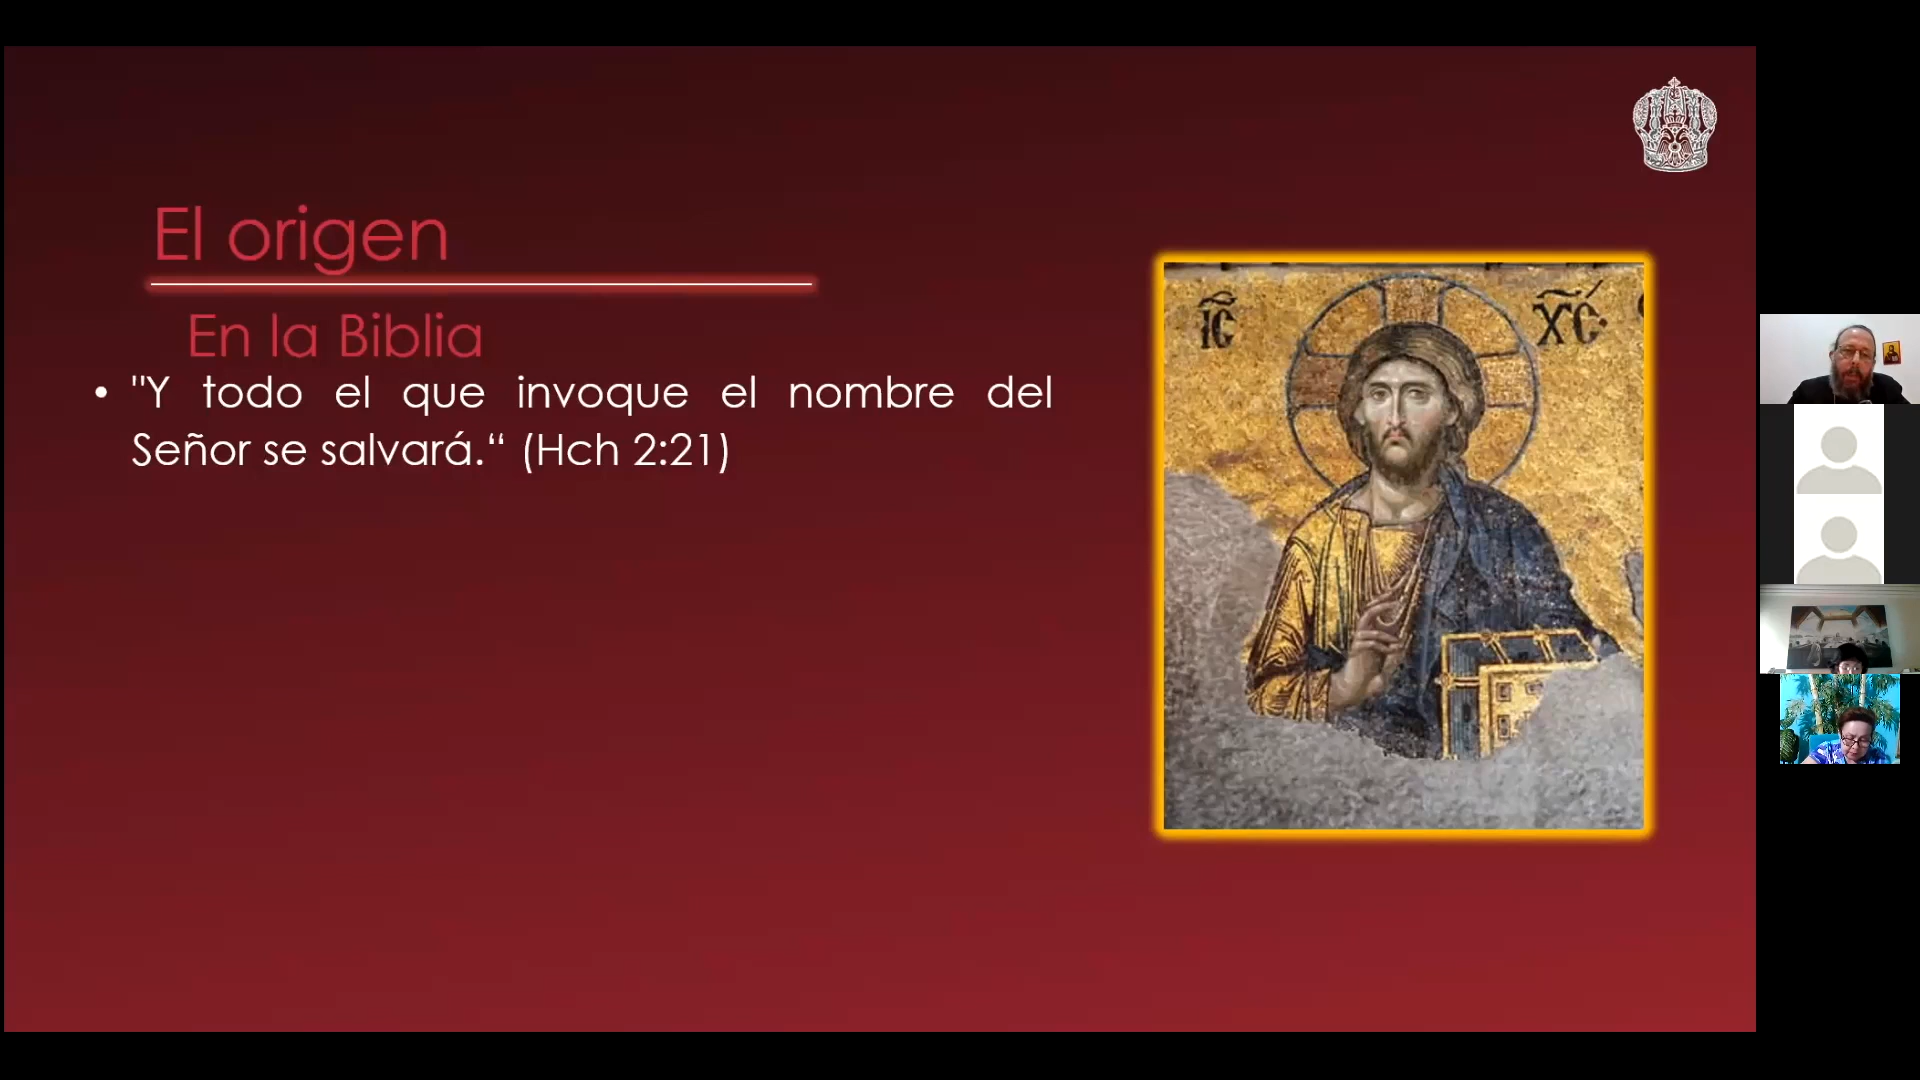 El origen
En la Biblia
• "Y todo el que invoque el nombre del
Señor se salvará.“ (Hch 2:21)
IC
XC